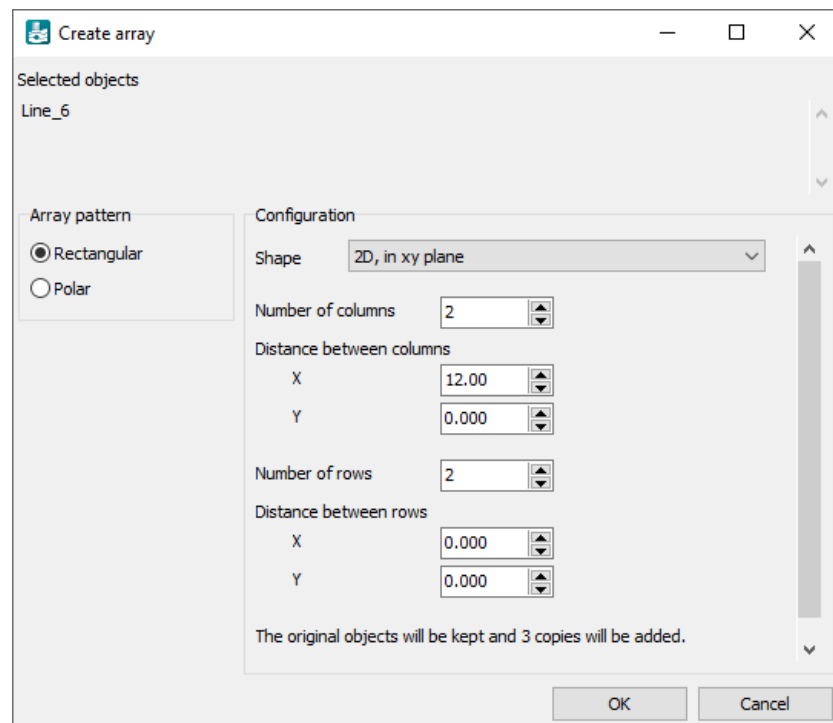 Create array
Selected objects
Line_6
Array pattern
Rectangular
Polar
Configuration
Shape 2D, in xy plane
Number of columns 2
Distance between columns
X 12.00
Y 0.000
Number of rows 2
Distance between rows
X 0.000
Y 0.000
The original objects will be kept and 3 copies will be added.
OK Cancel